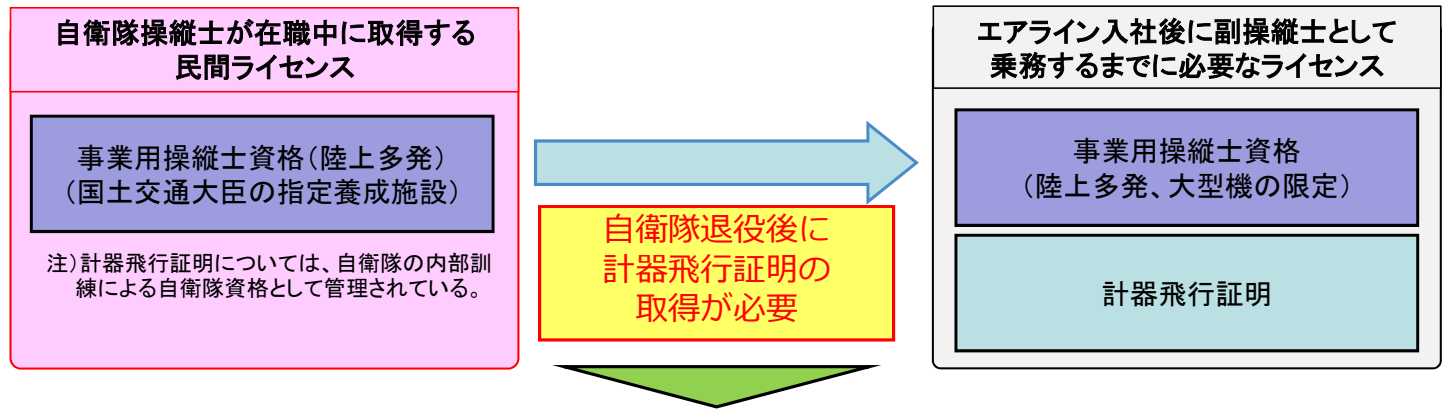 自衛隊操縦士が在職中に取得する
民間ライセンス
事業用操縦士資格（陸上多発）
（国土交通大臣の指定養成施設）
注）計器飛行証明については、自衛隊の内部訓
練による自衛隊資格として管理されている。
自衛隊退役後に
計器飛行証明の
取得が必要
エアライン入社後に副操縦士として
乗務するまでに必要なライセンス
事業用操縦士資格
（陸上多発、大型機の限定）
計器飛行証明